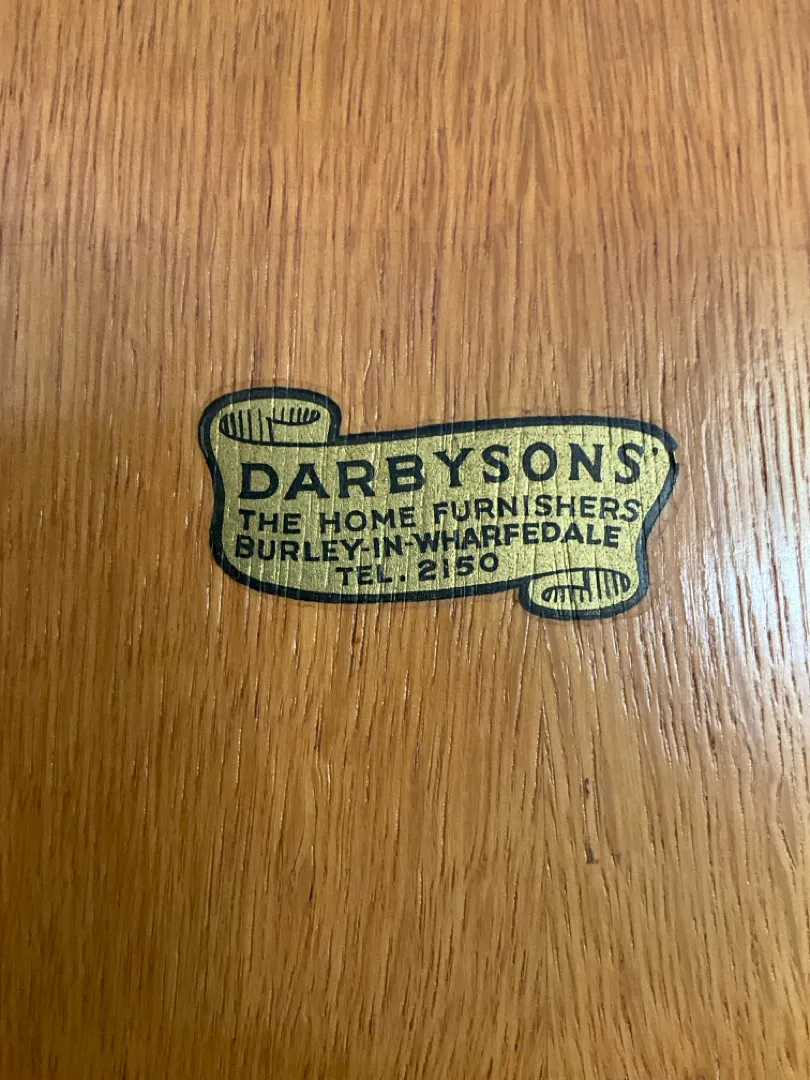 DARBYSONS'
THE HOME FURNISHERS
BURLEY-IN-WHARFEDALE
TEL. 2150